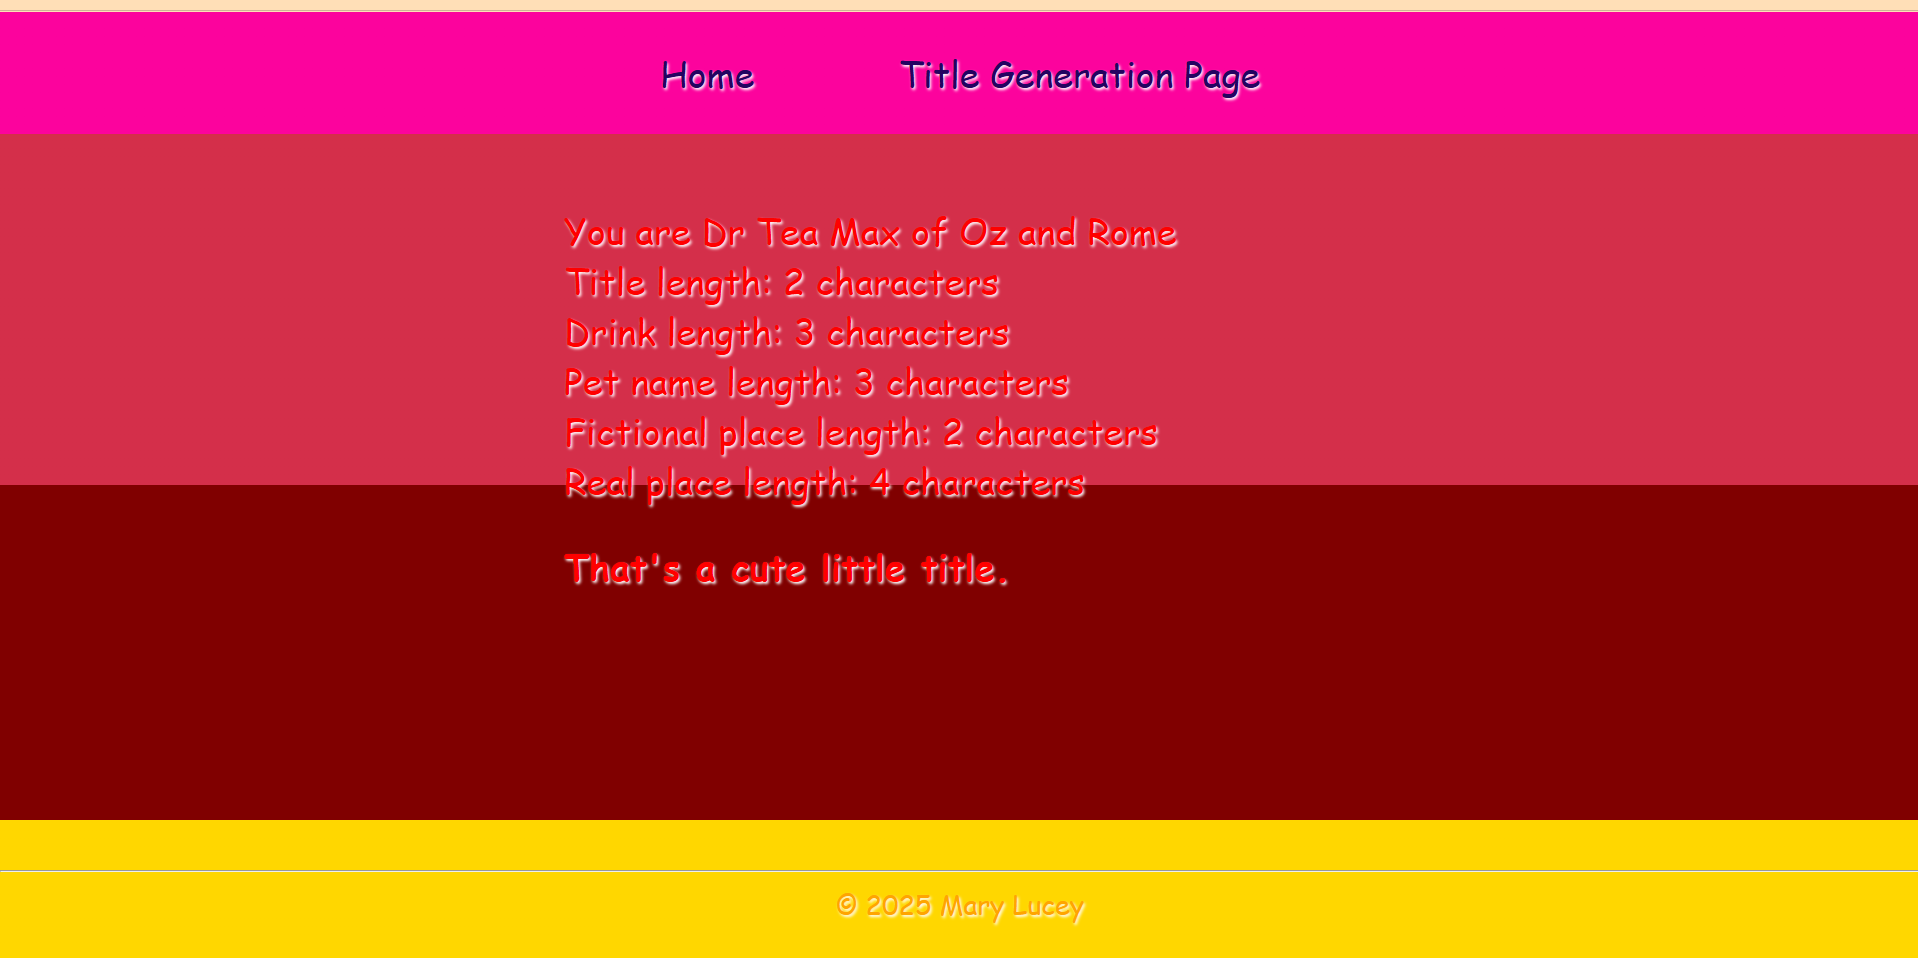 Home Title Generation Page
You are Dr Tea Max of Oz and Rome
Title length: 2 characters
Drink length: 3 characters
Pet name length: 3 characters
Fictional place length: 2 characters
Real place length: 4 characters
That's a cute little title.
© 2025 Mary Lucey